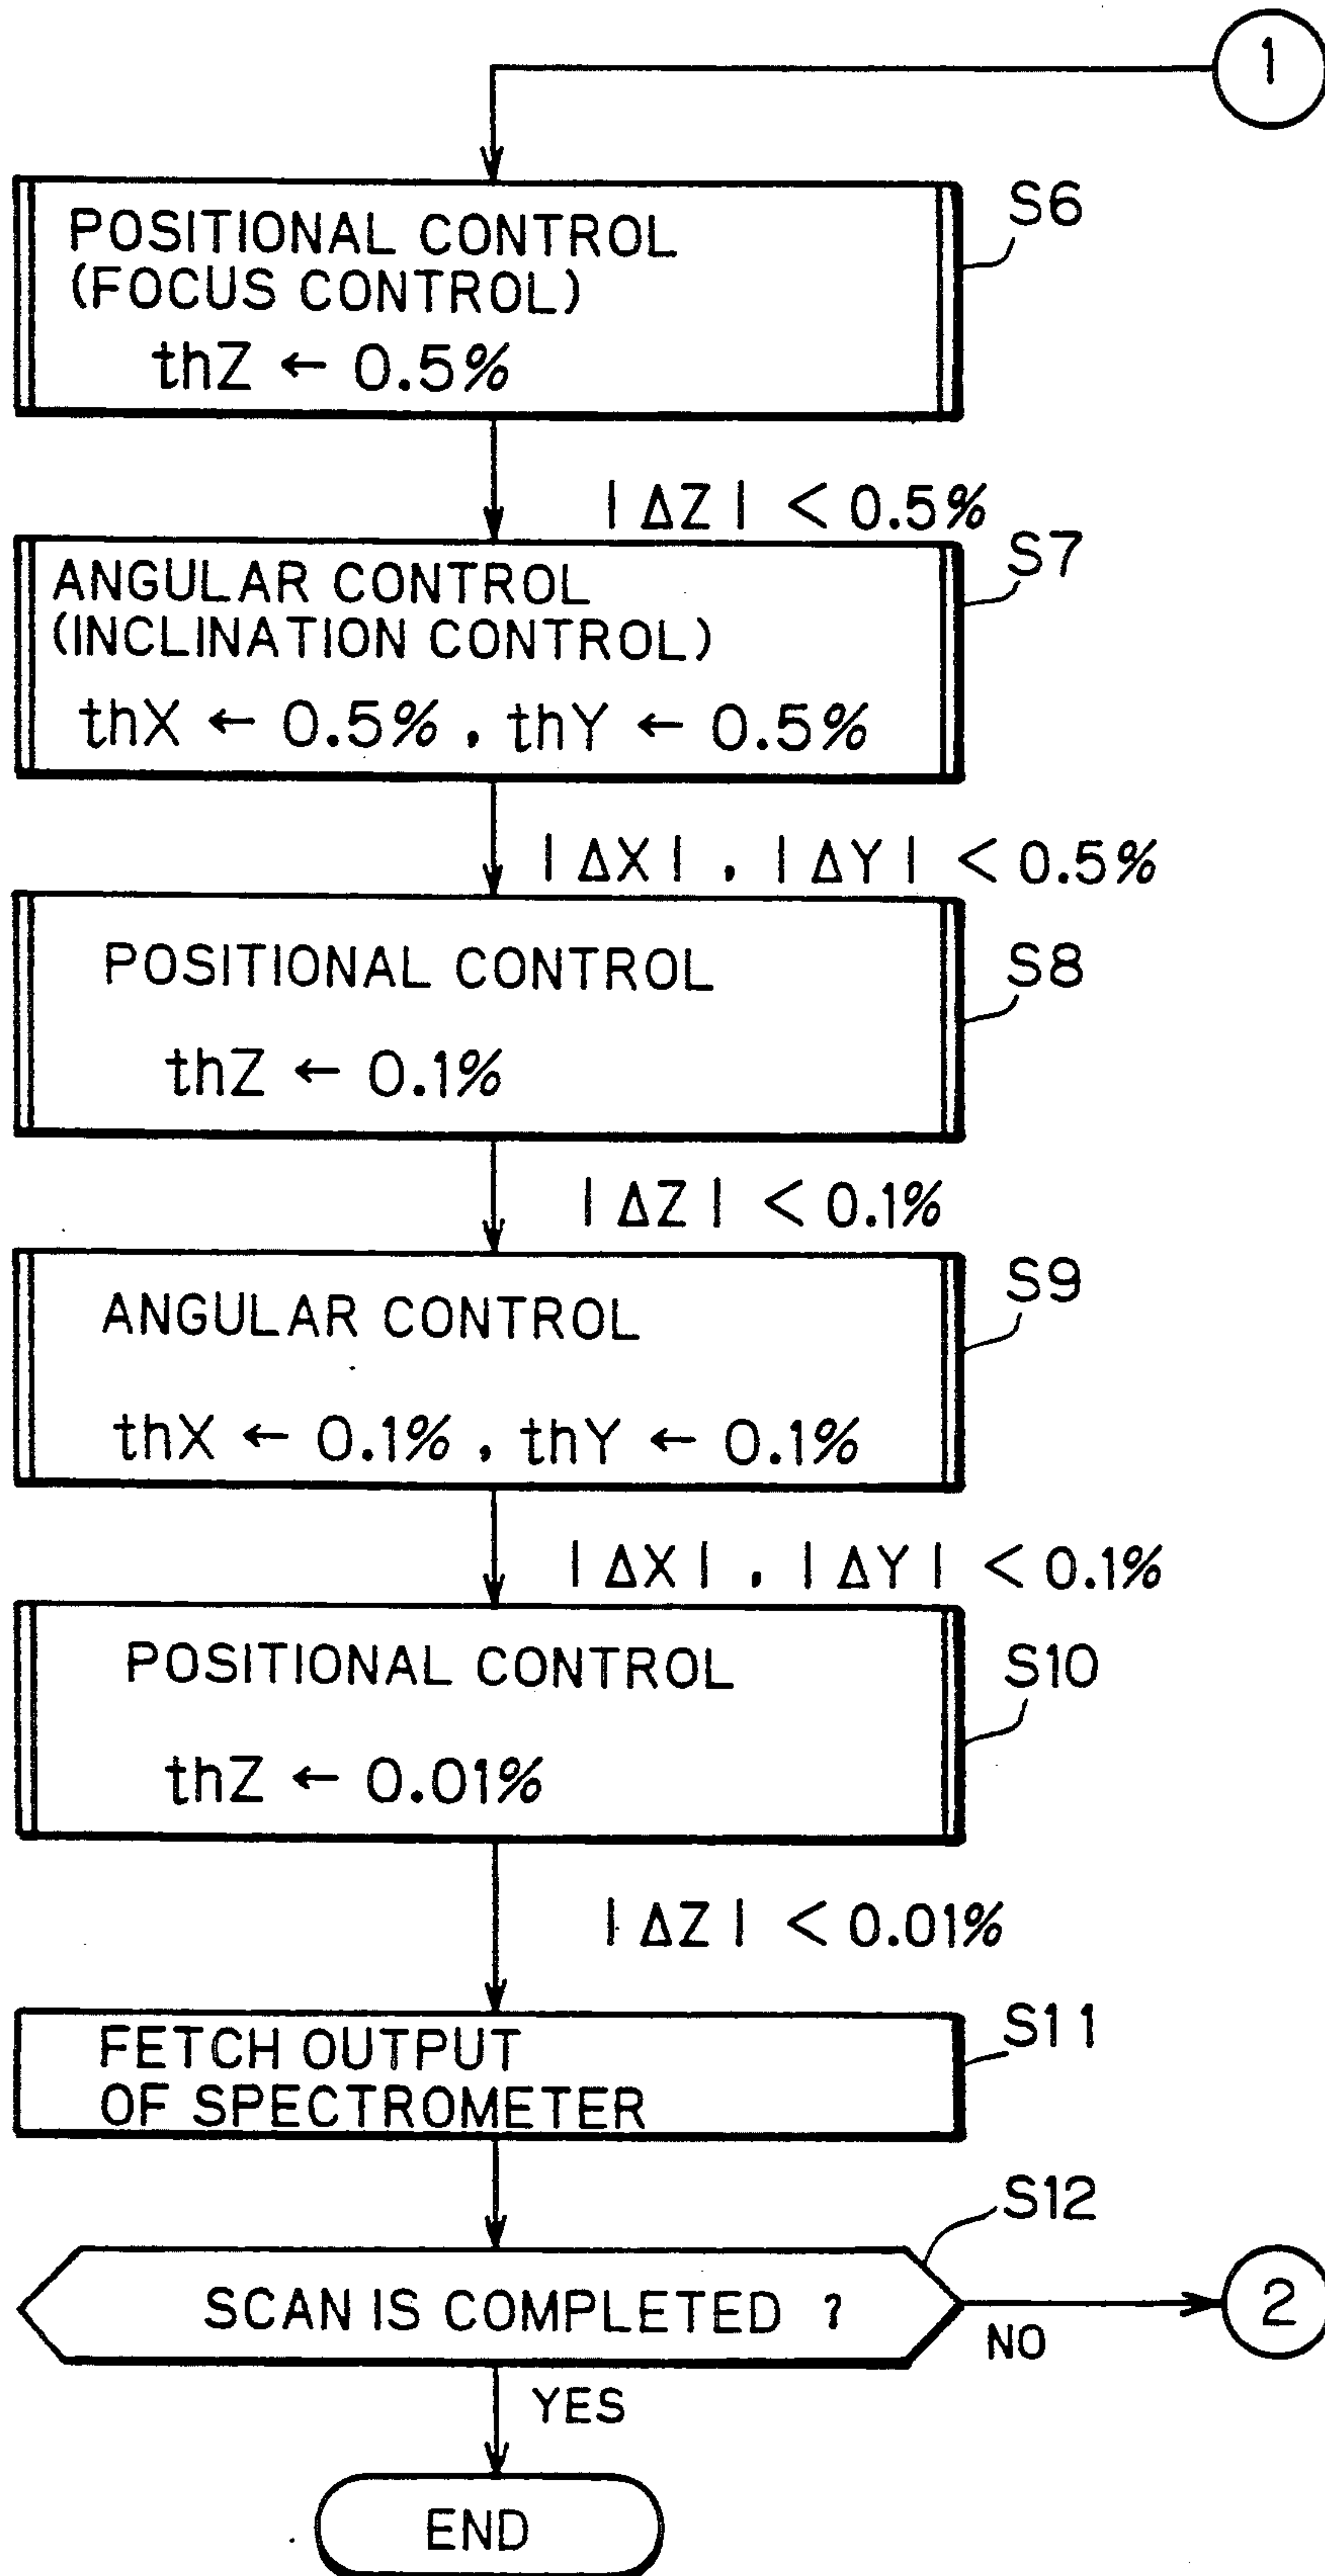 1
POSITIONAL CONTROL
(FOCUS CONTROL)
thZ ← 0.5%
S6
|ΔZ| < 0.5%
S7
ANGULAR CONTROL
(INCLINATION CONTROL)
thX ← 0.5%, thY ← 0.5%
|ΔX|, |ΔY| < 0.5%
POSITIONAL CONTROL
S8
thZ ← 0.1%
|ΔZ| < 0.1%
S9
ANGULAR CONTROL
thX ← 0.1%, thY ← 0.1%
|ΔX|, |ΔY| < 0.1%
POSITIONAL CONTROL
S10
thZ ← 0.01%
|ΔZ| < 0.01%
S11
FETCH OUTPUT
OF SPECTROMETER
S12
SCAN IS COMPLETED ?
NO
2
YES
END